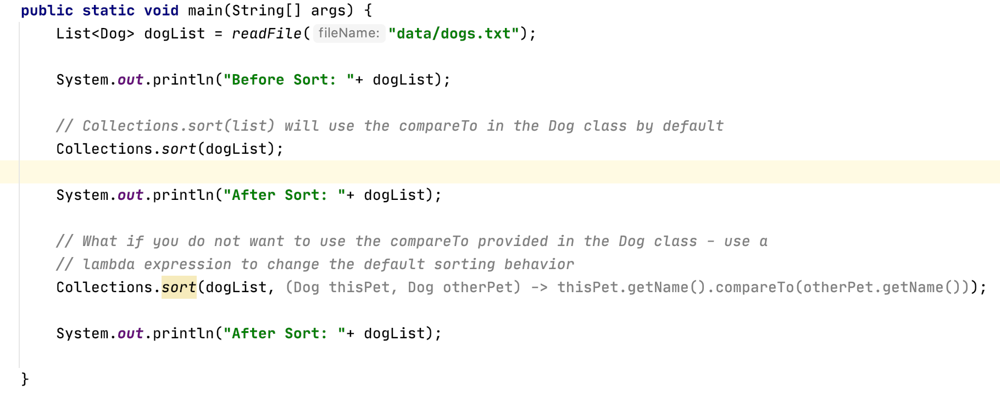 public static void main(String[] args) {
List<Dog> dogList = readFile( fileName: "data/dogs.txt");
System.out.println("Before Sort: "+ dogList);
// Collections.sort(list) will use the compareTo in the Dog class by default
Collections.sort(dogList);
System.out.println("After Sort: "+ dogList);
// What if you do not want to use the compareTo provided in the Dog class - use a
// lambda expression to change the default sorting behavior
Collections.sort(dogList, (Dog thisPet, Dog otherPet) -> thisPet.getName().compareTo(otherPet.getName()));
System.out.println("After Sort: "+ dogList);
}